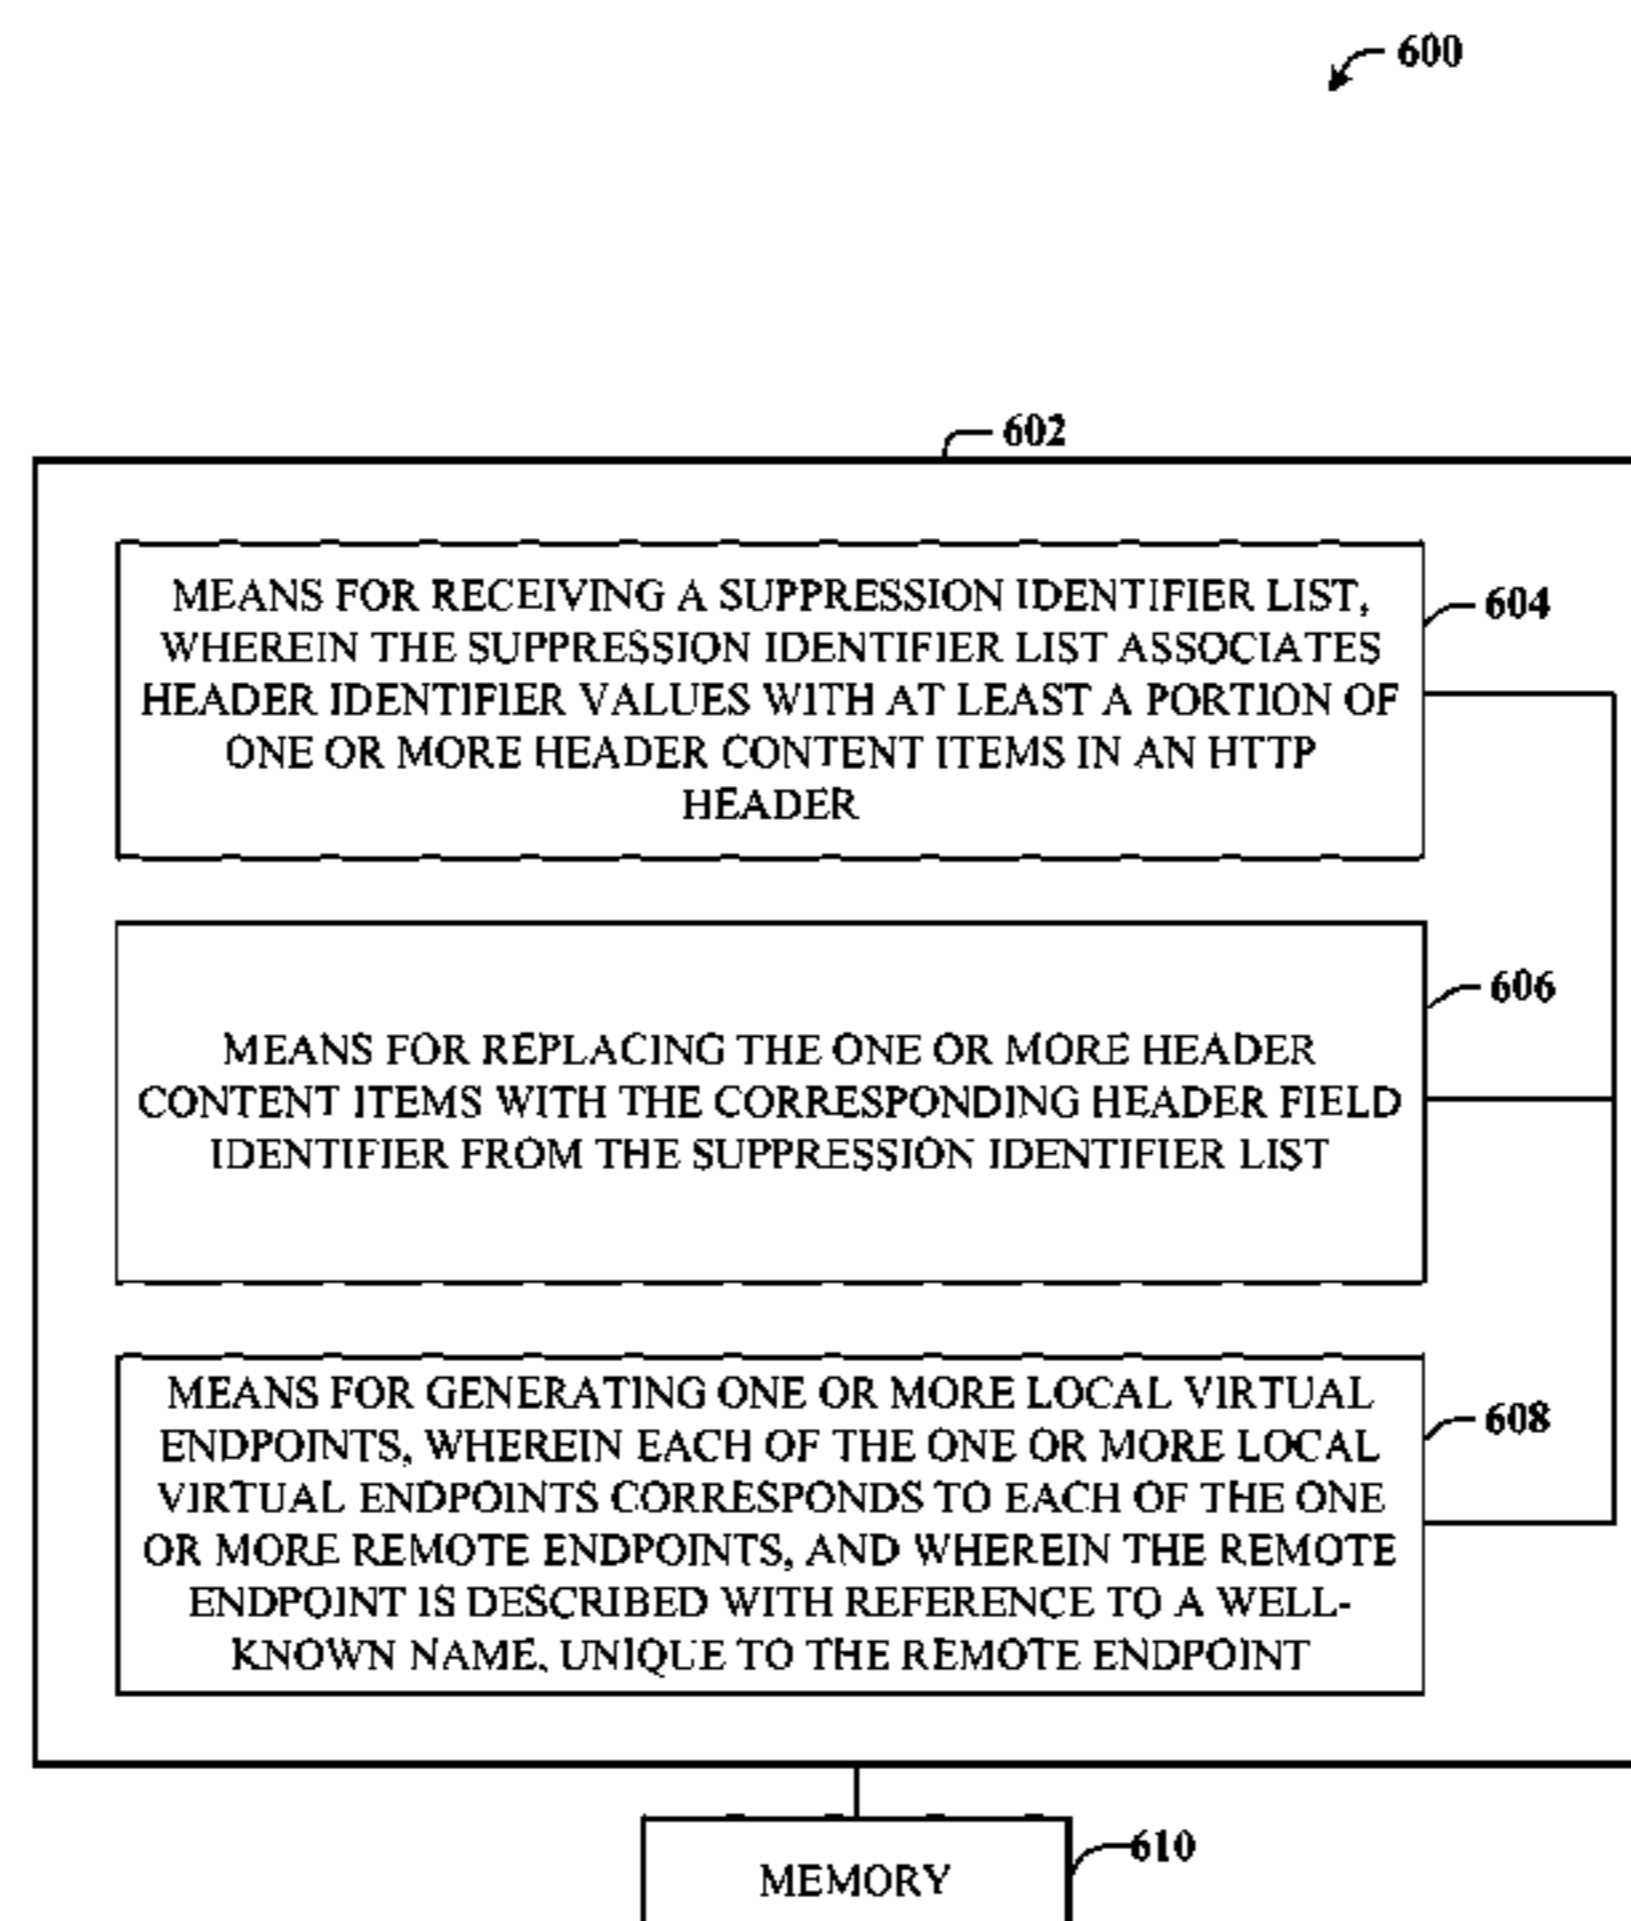 600
602
MEANS FOR RECEIVING A SUPPRESSION IDENTIFIER LIST,
WHEREIN THE SUPPRESSION IDENTIFIER LIST ASSOCIATES
HEADER IDENTIFIER VALUES WITH AT LEAST A PORTION OF
ONE OR MORE HEADER CONTENT ITEMS IN AN HTTP
HEADER
604
MEANS FOR REPLACING THE ONE OR MORE HEADER
CONTENT ITEMS WITH THE CORRESPONDING HEADER FIELD
IDENTIFIER FROM THE SUPPRESSION IDENTIFIER LIST
606
MEANS FOR GENERATING ONE OR MORE LOCAL VIRTUAL
ENDPOINTS, WHEREIN EACH OF THE ONE OR MORE LOCAL
VIRTUAL ENDPOINTS CORRESPONDS TO EACH OF THE ONE
OR MORE REMOTE ENDPOINTS, AND WHEREIN THE REMOTE
ENDPOINT IS DESCRIBED WITH REFERENCE TO A WELL-
KNOWN NAME, UNIQUE TO THE REMOTE ENDPOINT
608
MEMORY
610